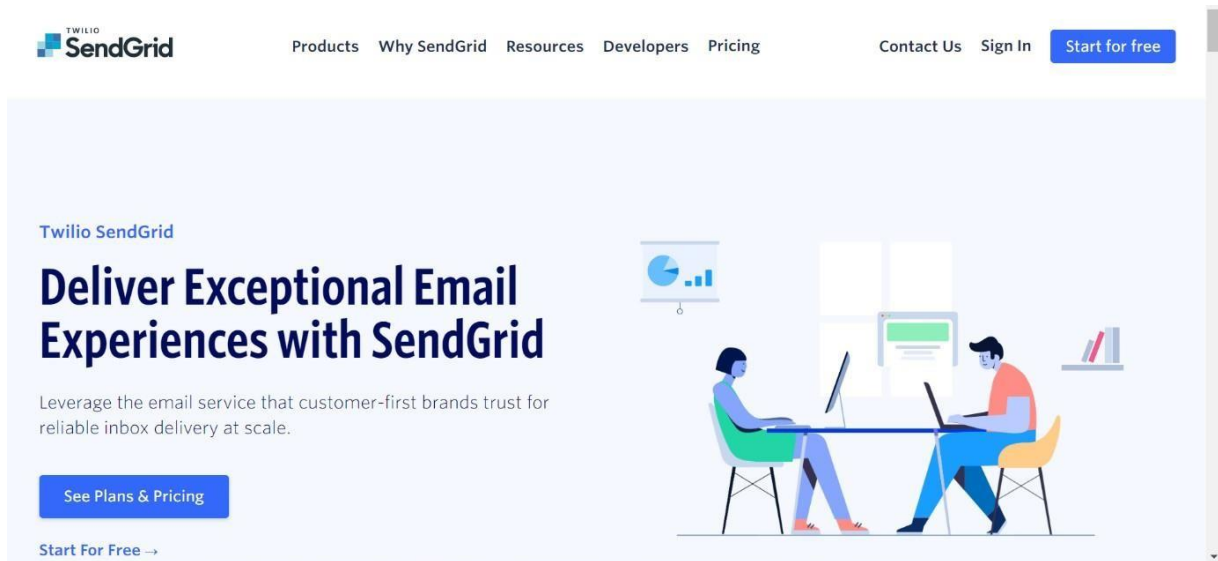 TWILIO
SendGrid
Products Why SendGrid Resources Developers Pricing Contact Us Sign In Start for free
Twilio SendGrid
Deliver Exceptional Email
Experiences with SendGrid
Leverage the email service that customer-first brands trust for
reliable inbox delivery at scale.
See Plans & Pricing
Start For Free →